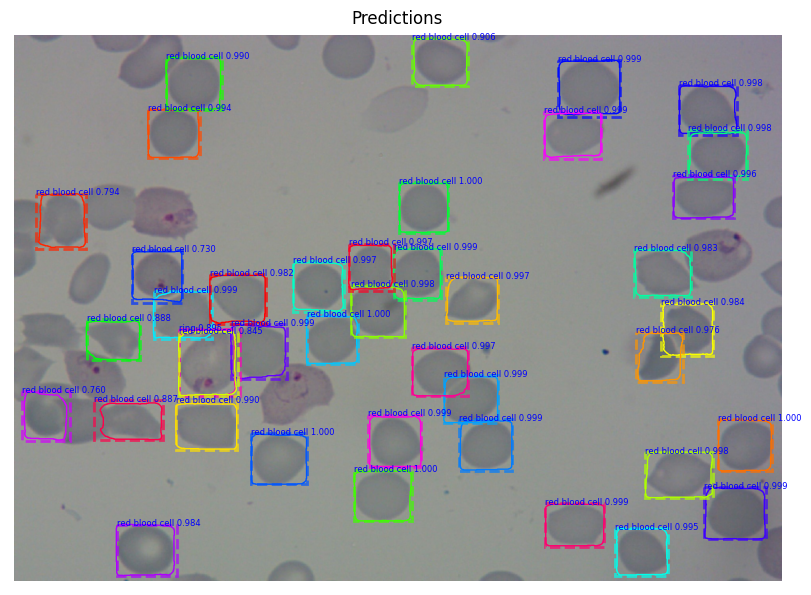 Predictions
red blood cell 0.906
red blood cell 0.990
red blood cell 0.999
red blood cell 0.998
red blood cell 0.994
red blood cell 0.999
red blood cell 0.998
red blood cell 0.996
red blood cell 1.000
red blood cell 0.794
red blood cell 0.997
red blood cell 0.999
red blood cell 0.730
red blood cell 0.983
red blood cell 0.997
red blood cell 0.982
red blood cell 0.997
red blood cell 0.998
red blood cell 0.999
red blood cell 0.984
red blood cell 1.000
red blood cell 0.888
red blood cell 0.999
ring 0.896
red blood cell 0.845
red blood cell 0.976
red blood cell 0.997
red blood cell 0.999
red blood cell 0.760
red blood cell 0.887
red blood cell 0.990
red blood cell 0.999
red blood cell 1.000
red blood cell 0.999
red blood cell 1.000
red blood cell 0.998
red blood cell 1.000
red blood cell 0.999
red blood cell 0.999
red blood cell 0.984
red blood cell 0.995